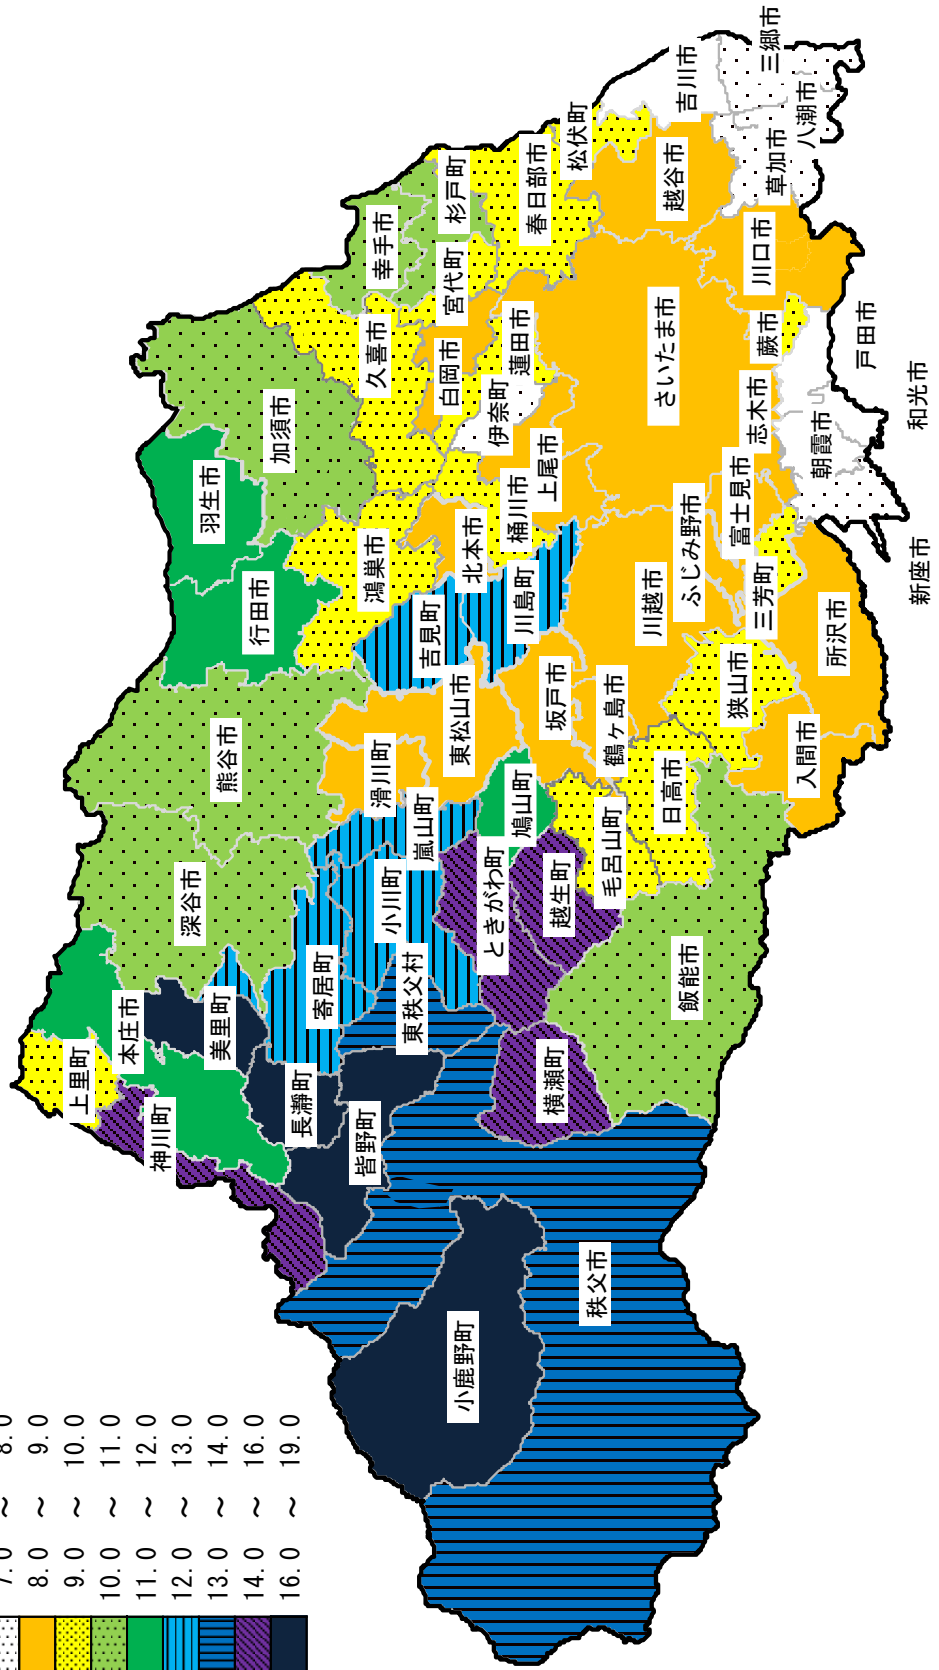 7.0 ～ 8.0
8.0 ～ 9.0
9.0 ～ 10.0
10.0 ～ 11.0
11.0 ～ 12.0
12.0 ～ 13.0
13.0 ～ 14.0
14.0 ～ 16.0
16.0 ～ 19.0
上里町
本庄市
神川町
美里町
深谷市
熊谷市
行田市
羽生市
加須市
長瀞町
皆野町
寄居町
小川町
嵐山町
滑川町
東松山市
吉見町
鴻巣市
北本市
久喜市
幸手市
杉戸町
宮代町
白岡市
蓮田市
伊奈町
桶川市
上尾市
川島町
東秩父村
ときがわ町
鳩山町
越生町
毛呂山町
坂戸市
鶴ヶ島市
春日部市
松伏町
小鹿野町
秩父市
横瀬町
飯能市
日高市
狭山市
川越市
ふじみ野市
富士見市
さいたま市
越谷市
吉川市
入間市
所沢市
三芳町
志木市
朝霞市
蕨市
川口市
草加市
八潮市
三郷市
新座市
和光市
戸田市